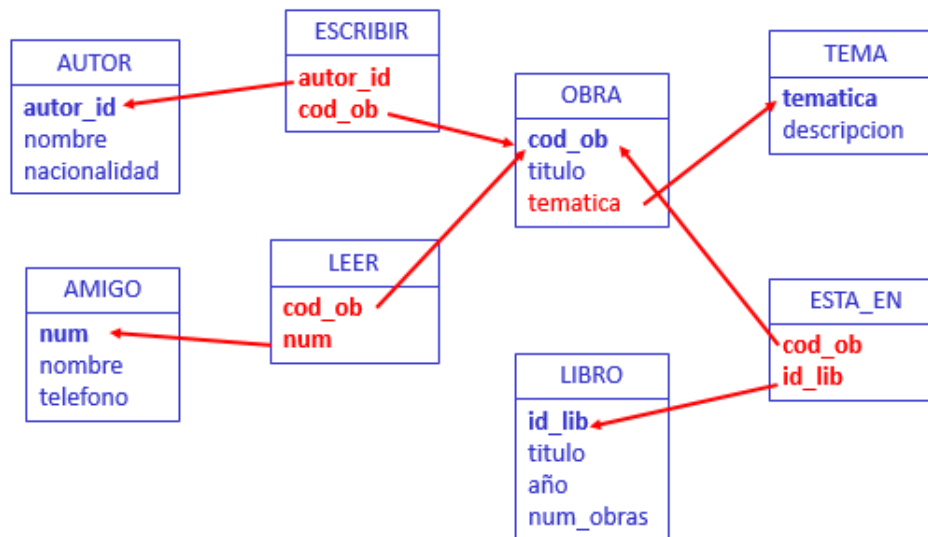 AUTOR
autor_id
nombre
nacionalidad
ESCRIBIR
autor_id
cod_ob
OBRA
cod_ob
titulo
tematica
TEMA
tematica
descripcion
AMIGO
num
nombre
telefono
LEER
cod_ob
num
LIBRO
id_lib
titulo
año
num_obras
ESTA_EN
cod_ob
id_lib